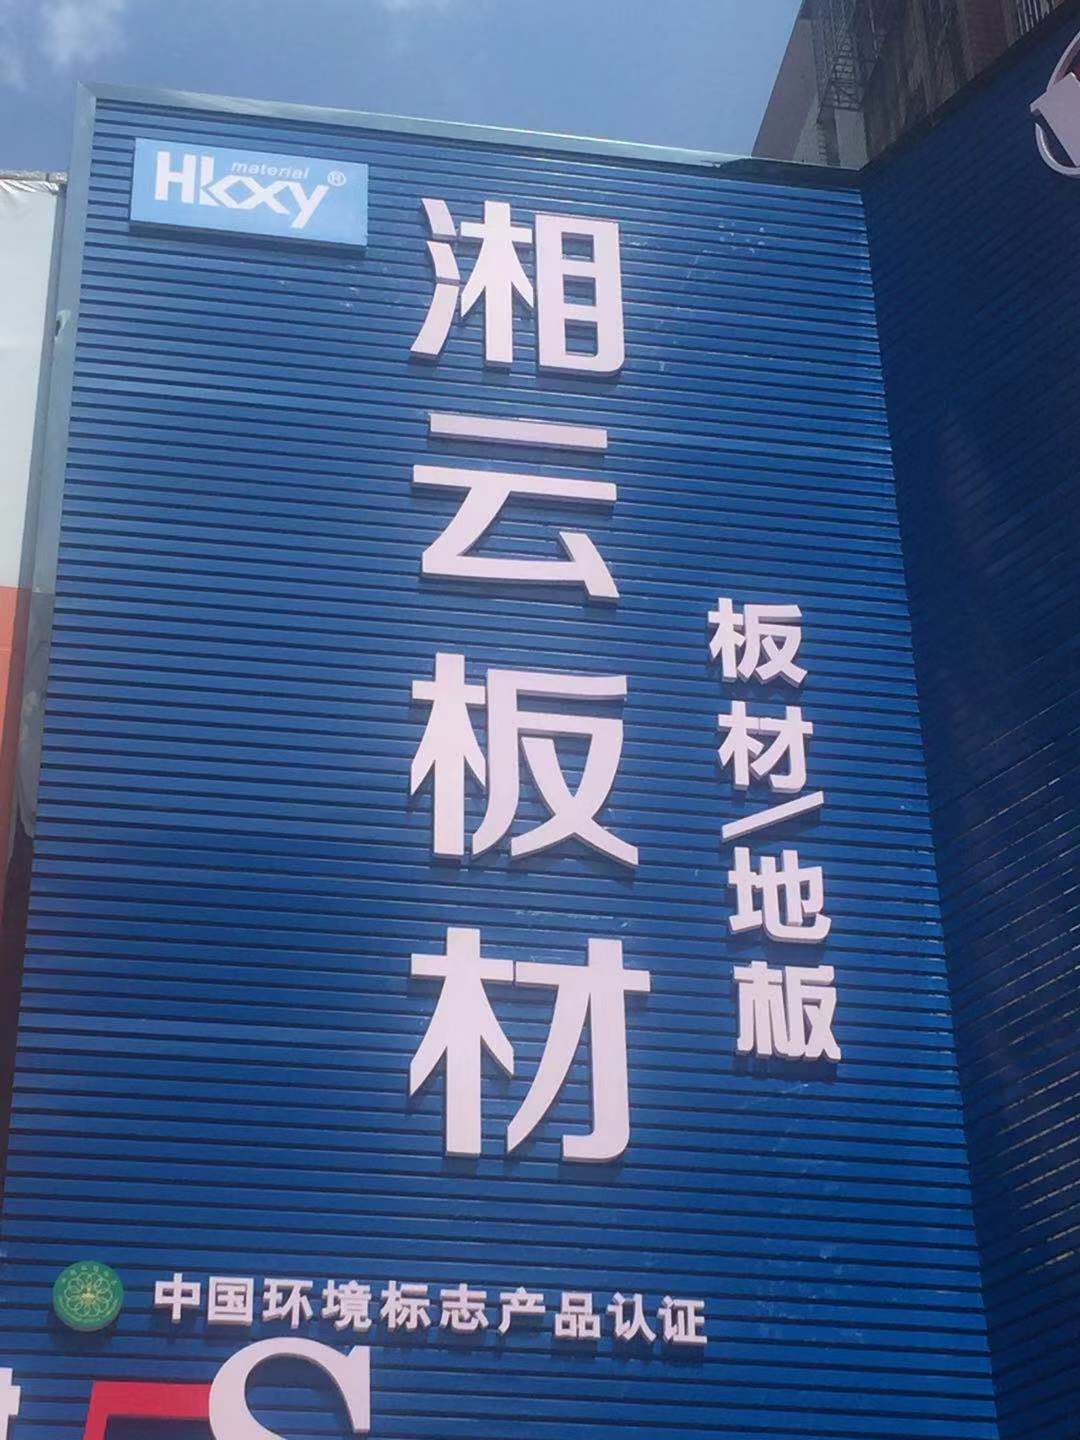 material
Hkxy®
湘云板材
板材/地板
中国环境标志产品认证
S